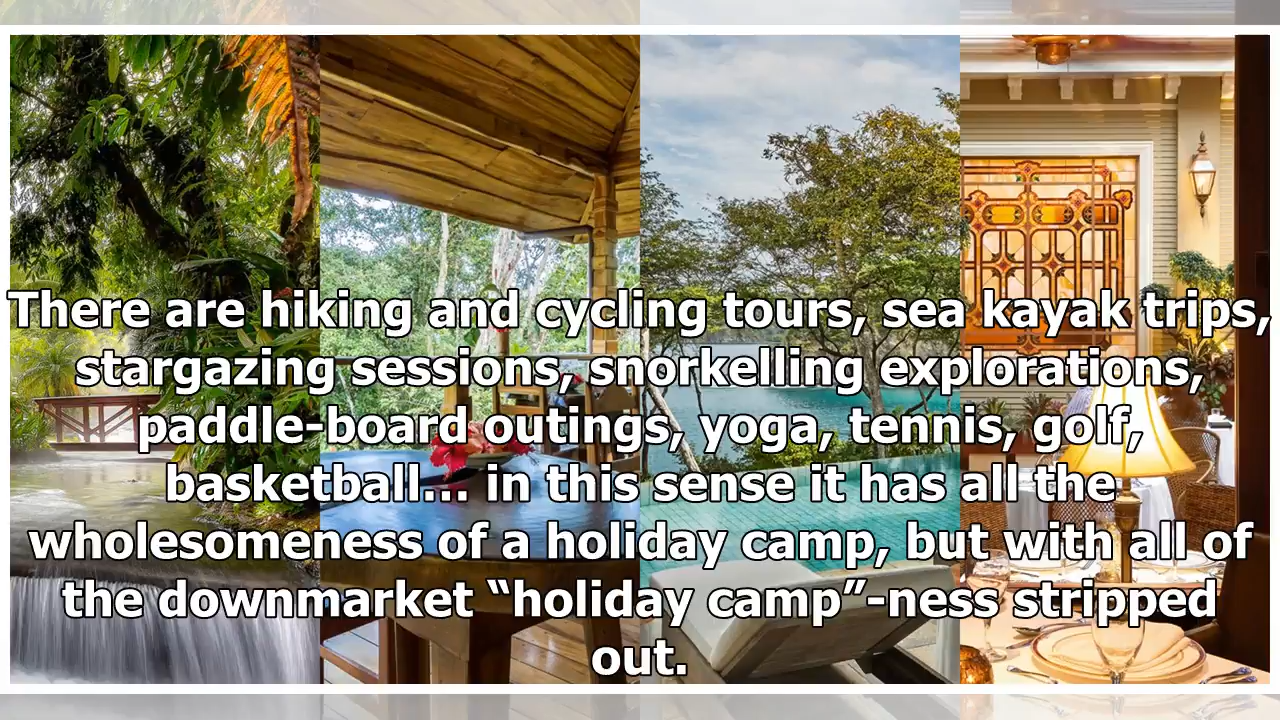 There are hiking and cycling tours, sea kayak trips,
stargazing sessions, snorkelling explorations,
paddle-board outings, yoga, tennis, golf,
basketball... in this sense it has all the
wholesomeness of a holiday camp, but with all of
the downmarket “holiday camp”-ness stripped
out.